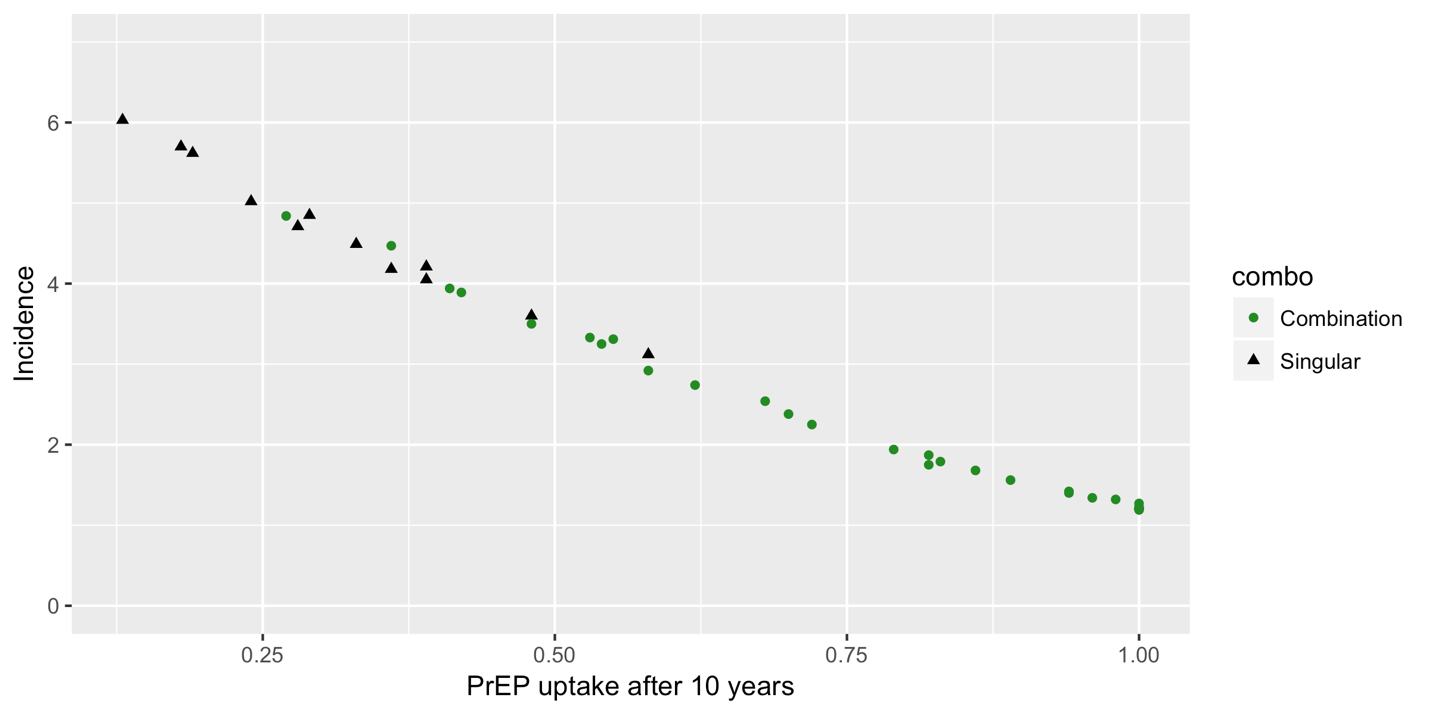 6
4
2
0
Incidence
0.25
0.50
0.75
1.00
PrEP uptake after 10 years
combo
Combination
Singular